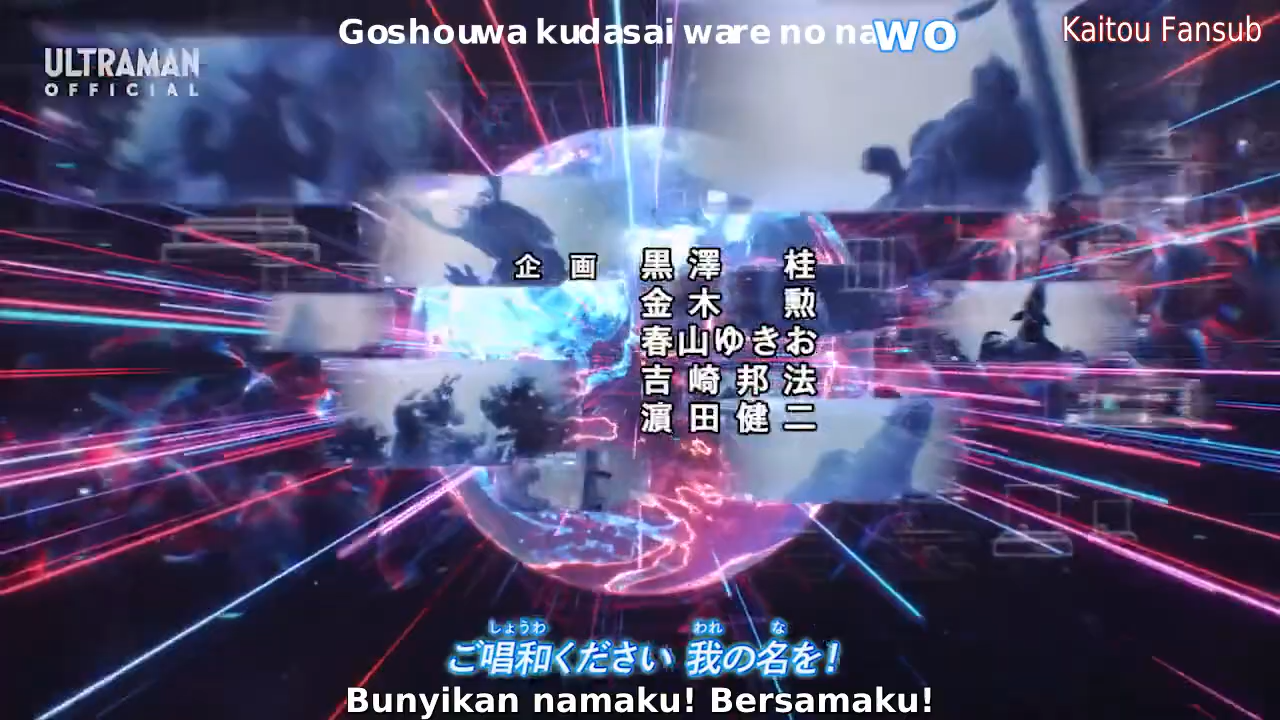 Goshouwa kudasai ware no na wo
Kaitou Fansub
ULTRAMAN
OFFICIAL
企画 黒澤 桂
金木 勲
春山ゆきお
吉崎邦法
濵田健二
しょうわ われ な
ご唱和ください 我の名を!
Bunyikan namaku! Bersamaku!